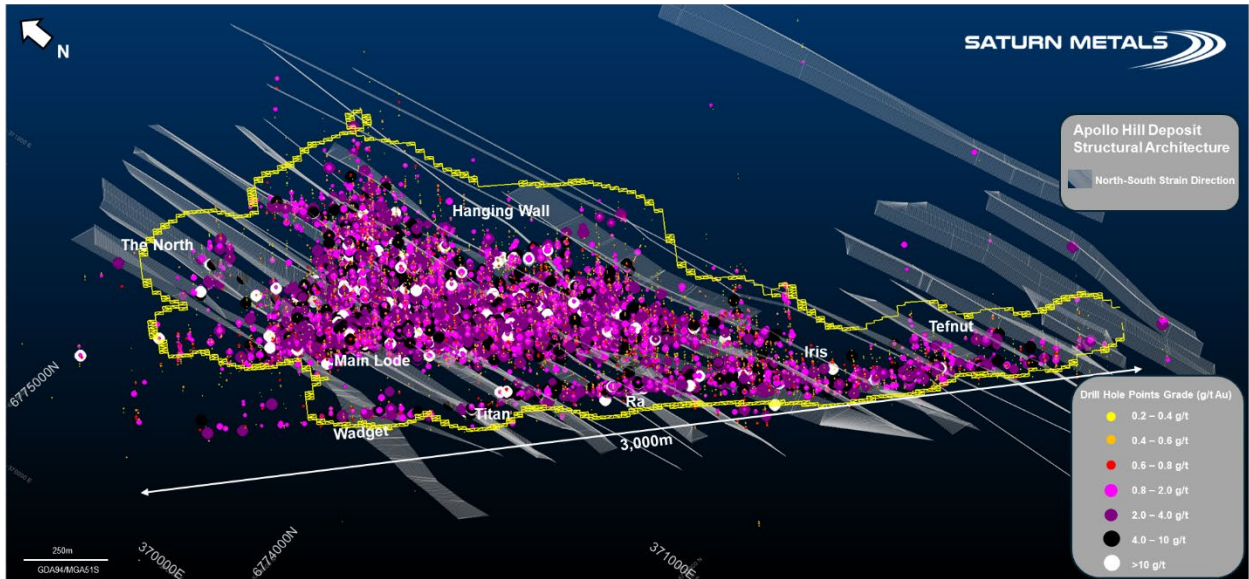 N
SATURN METALS
Apollo Hill Deposit
Structural Architecture
North-South Strain Direction
371000 E
Hanging Wall
The North
Tefnut
Iris
Main Lode
Ra
Titan
Wadget
3,000m
6775000N
370000 E
Drill Hole Points Grade (g/t Au)
0.2 – 0.4 g/t
0.4 – 0.6 g/t
0.6 – 0.8 g/t
0.8 – 2.0 g/t
2.0 – 4.0 g/t
4.0 – 10 g/t
>10 g/t
250m
GDA94/MGA51S
370000E
6774000N
371000E